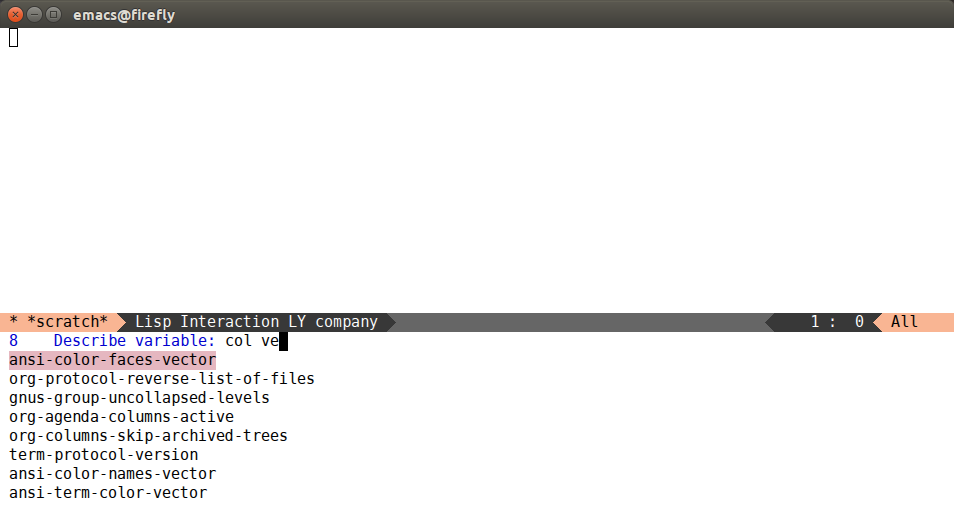 emacs@firefly
* *scratch* Lisp Interaction LY company 1 : 0 All
8 Describe variable: col ve
ansi-color-faces-vector
org-protocol-reverse-list-of-files
gnus-group-uncollapsed-levels
org-agenda-columns-active
org-columns-skip-archived-trees
term-protocol-version
ansi-color-names-vector
ansi-term-color-vector